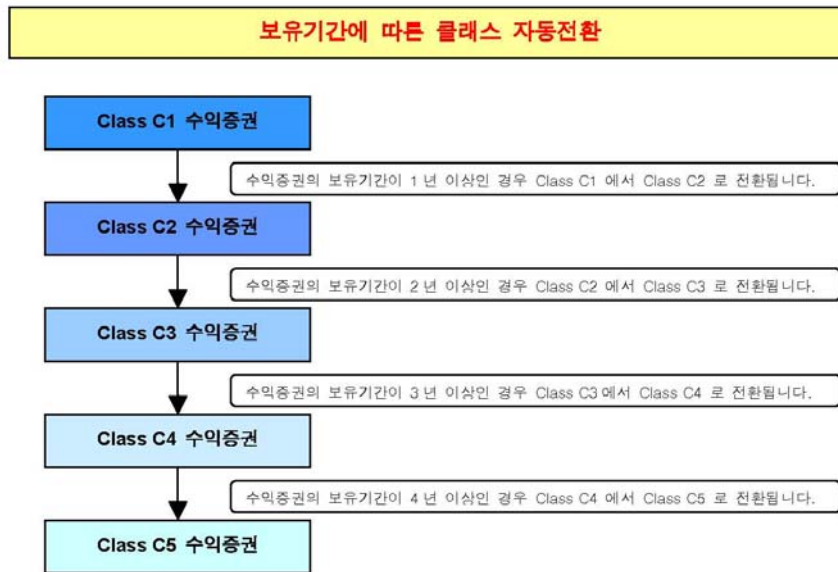 보유기간에 따른 클래스 자동전환
Class C1 수익증권
수익증권의 보유기간이 1 년 이상인 경우 Class C1 에서 Class C2 로 전환됩니다.
Class C2 수익증권
수익증권의 보유기간이 2 년 이상인 경우 Class C2 에서 Class C3 로 전환됩니다.
Class C3 수익증권
수익증권의 보유기간이 3 년 이상인 경우 Class C3 에서 Class C4 로 전환됩니다.
Class C4 수익증권
수익증권의 보유기간이 4 년 이상인 경우 Class C4 에서 Class C5 로 전환됩니다.
Class C5 수익증권